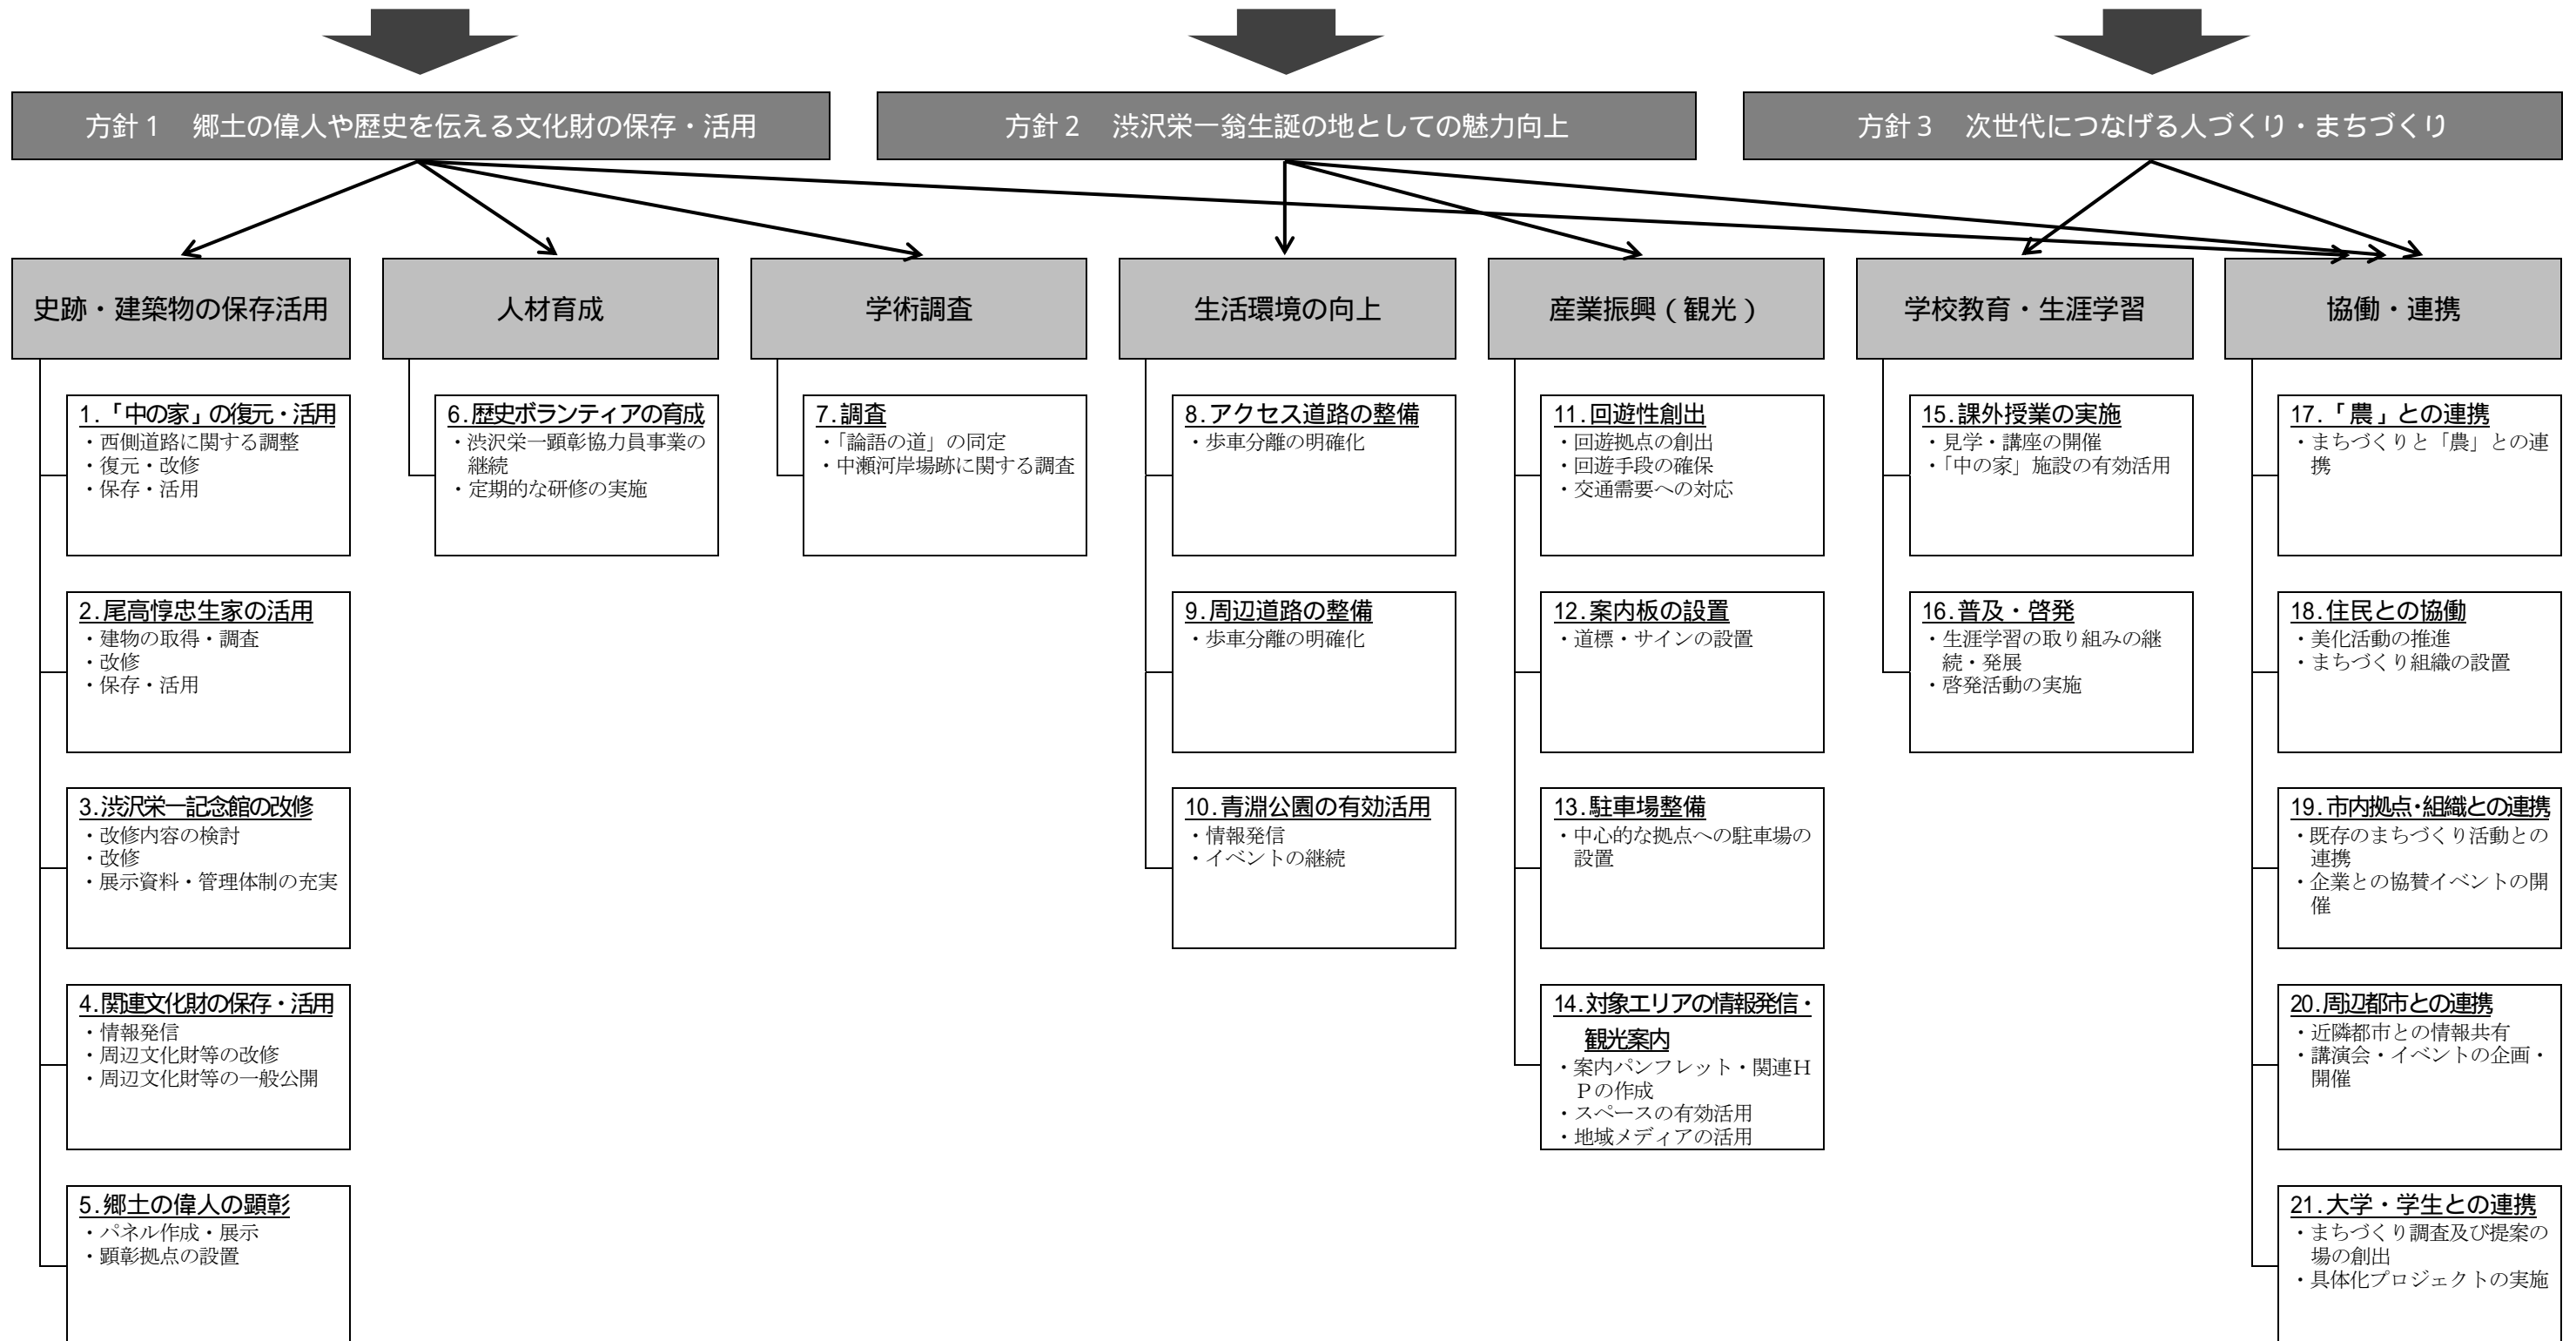 方針１　郷土の偉人や歴史を伝える文化財の保存・活用
方針２　渋沢栄一翁生誕の地としての魅力向上
方針３　次世代につなげる人づくり・まちづくり
史跡・建築物の保存活用
人材育成
学術調査
生活環境の向上
産業振興（観光）
学校教育・生涯学習
協働・連携
1.「中の家」の復元・活用
・西側道路に関する調整
・復元・改修
・保存・活用
2.尾高惇忠生家の活用
・建物の取得・調査
・改修
・保存・活用
3.渋沢栄一記念館の改修
・改修内容の検討
・改修
・展示資料・管理体制の充実
4.関連文化財の保存・活用
・情報発信
・周辺文化財等の改修
・周辺文化財等の一般公開
5.郷土の偉人の顕彰
・パネル作成・展示
・顕彰拠点の設置
6.歴史ボランティアの育成
・渋沢栄一顕彰協力員事業の
継続
・定期的な研修の実施
7.調査
・「論語の道」の同定
・中瀬河岸場跡に関する調査
8.アクセス道路の整備
・歩車分離の明確化
9.周辺道路の整備
・歩車分離の明確化
10.青淵公園の有効活用
・情報発信
・イベントの継続
11.回遊性創出
・回遊拠点の創出
・回遊手段の確保
・交通需要への対応
12.案内板の設置
・道標・サインの設置
13.駐車場整備
・中心的な拠点への駐車場の
設置
14.対象エリアの情報発信・
観光案内
・案内パンフレット・関連Ｈ
Ｐの作成
・スペースの有効活用
・地域メディアの活用
15.課外授業の実施
・見学・講座の開催
・「中の家」施設の有効活用
16.普及・啓発
・生涯学習の取り組みの継
続・発展
・啓発活動の実施
17.「農」との連携
・まちづくりと「農」との連
携
18.住民との協働
・美化活動の推進
・まちづくり組織の設置
19.市内拠点・組織との連携
・既存のまちづくり活動との
連携
・企業との協賛イベントの開
催
20.周辺都市との連携
・近隣都市との情報共有
・講演会・イベントの企画・
開催
21.大学・学生との連携
・まちづくり調査及び提案の
場の創出
・具体化プロジェクトの実施